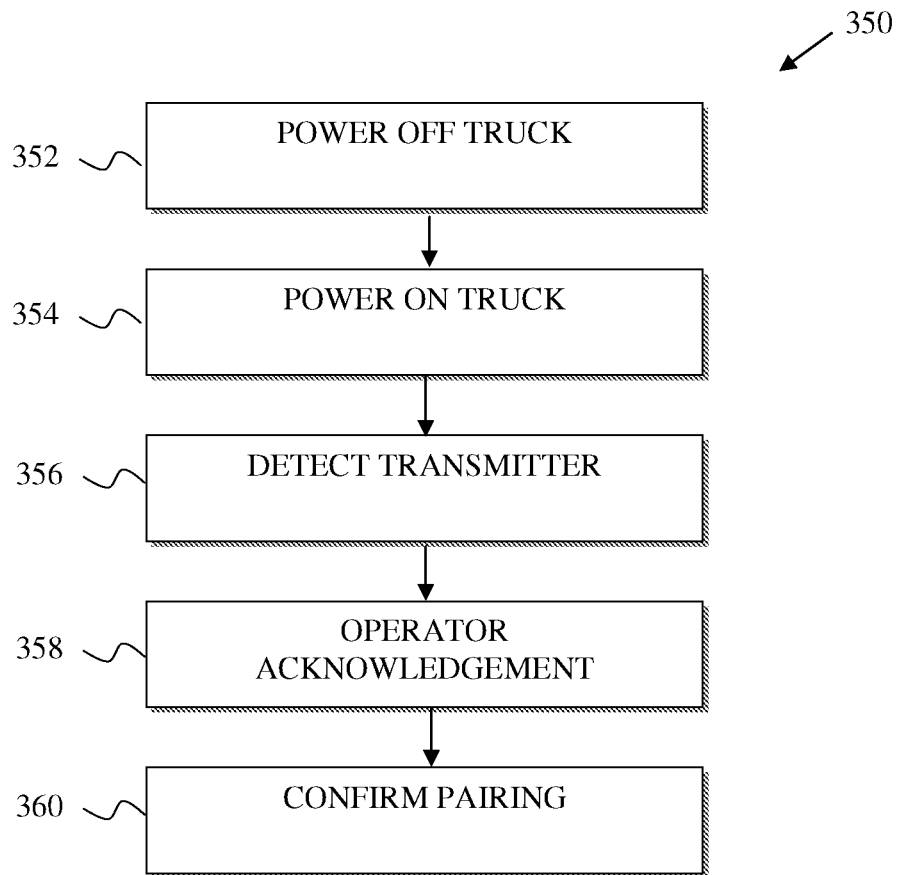 350
352
POWER OFF TRUCK
354
POWER ON TRUCK
356
DETECT TRANSMITTER
358
OPERATOR
ACKNOWLEDGEMENT
360
CONFIRM PAIRING